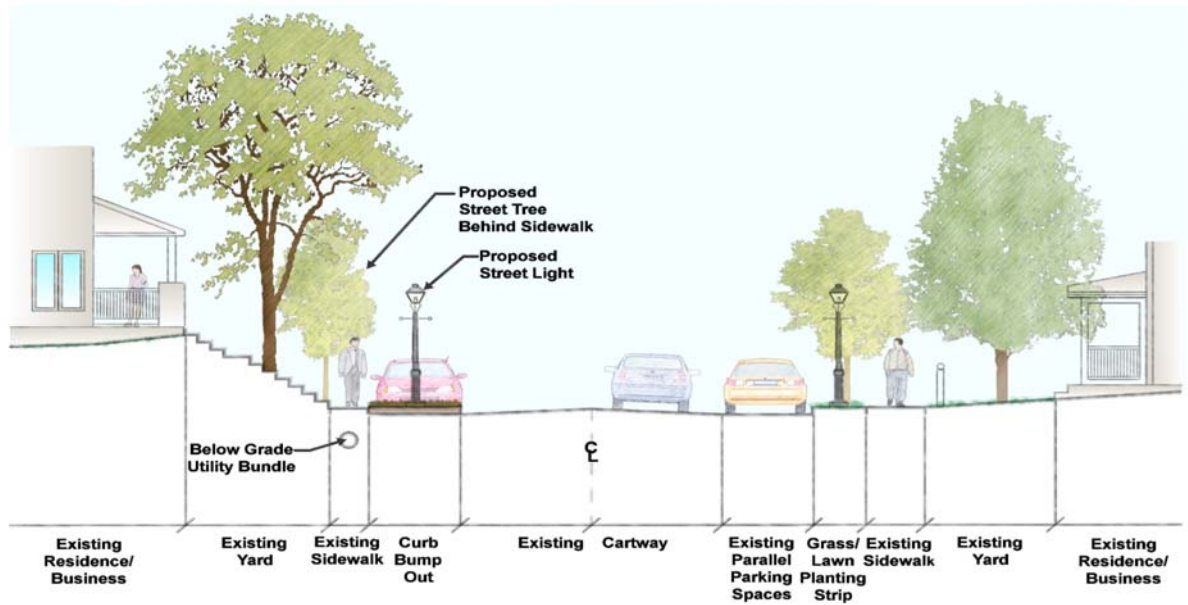 Proposed
Street Tree
Behind Sidewalk
Proposed
Street Light
Below Grade
Utility Bundle
CL
Existing
Residence/
Business
Existing
Yard
Existing
Sidewalk
Curb
Bump
Out
Existing Cartway
Existing
Parallel
Parking
Spaces
Grass/
Lawn
Planting
Strip
Existing
Sidewalk
Existing
Yard
Existing
Residence/
Business